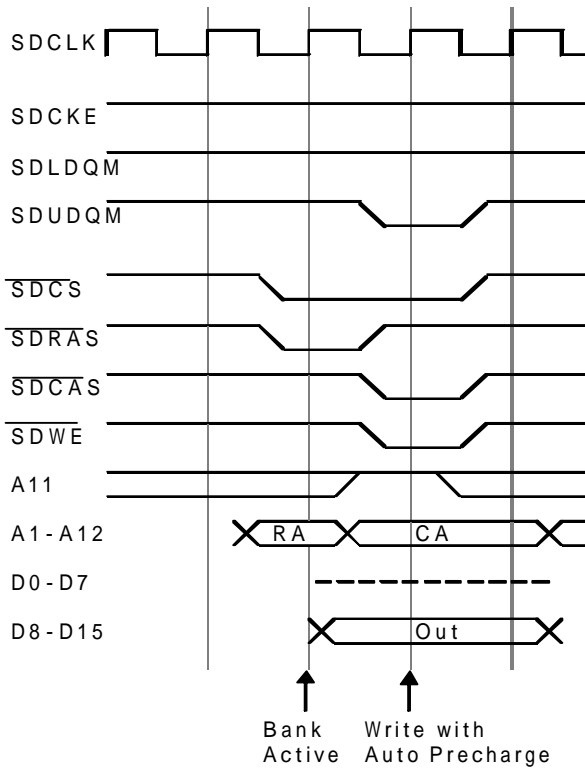 SDCLK
SDCKE
SDLDQM
SDUDQM
SDCS
SDRAS
SDCAS
SDWE
A11
A1-A12 RA CA
D0-D7
D8-D15 Out
Bank Write with
Active Auto Precharge